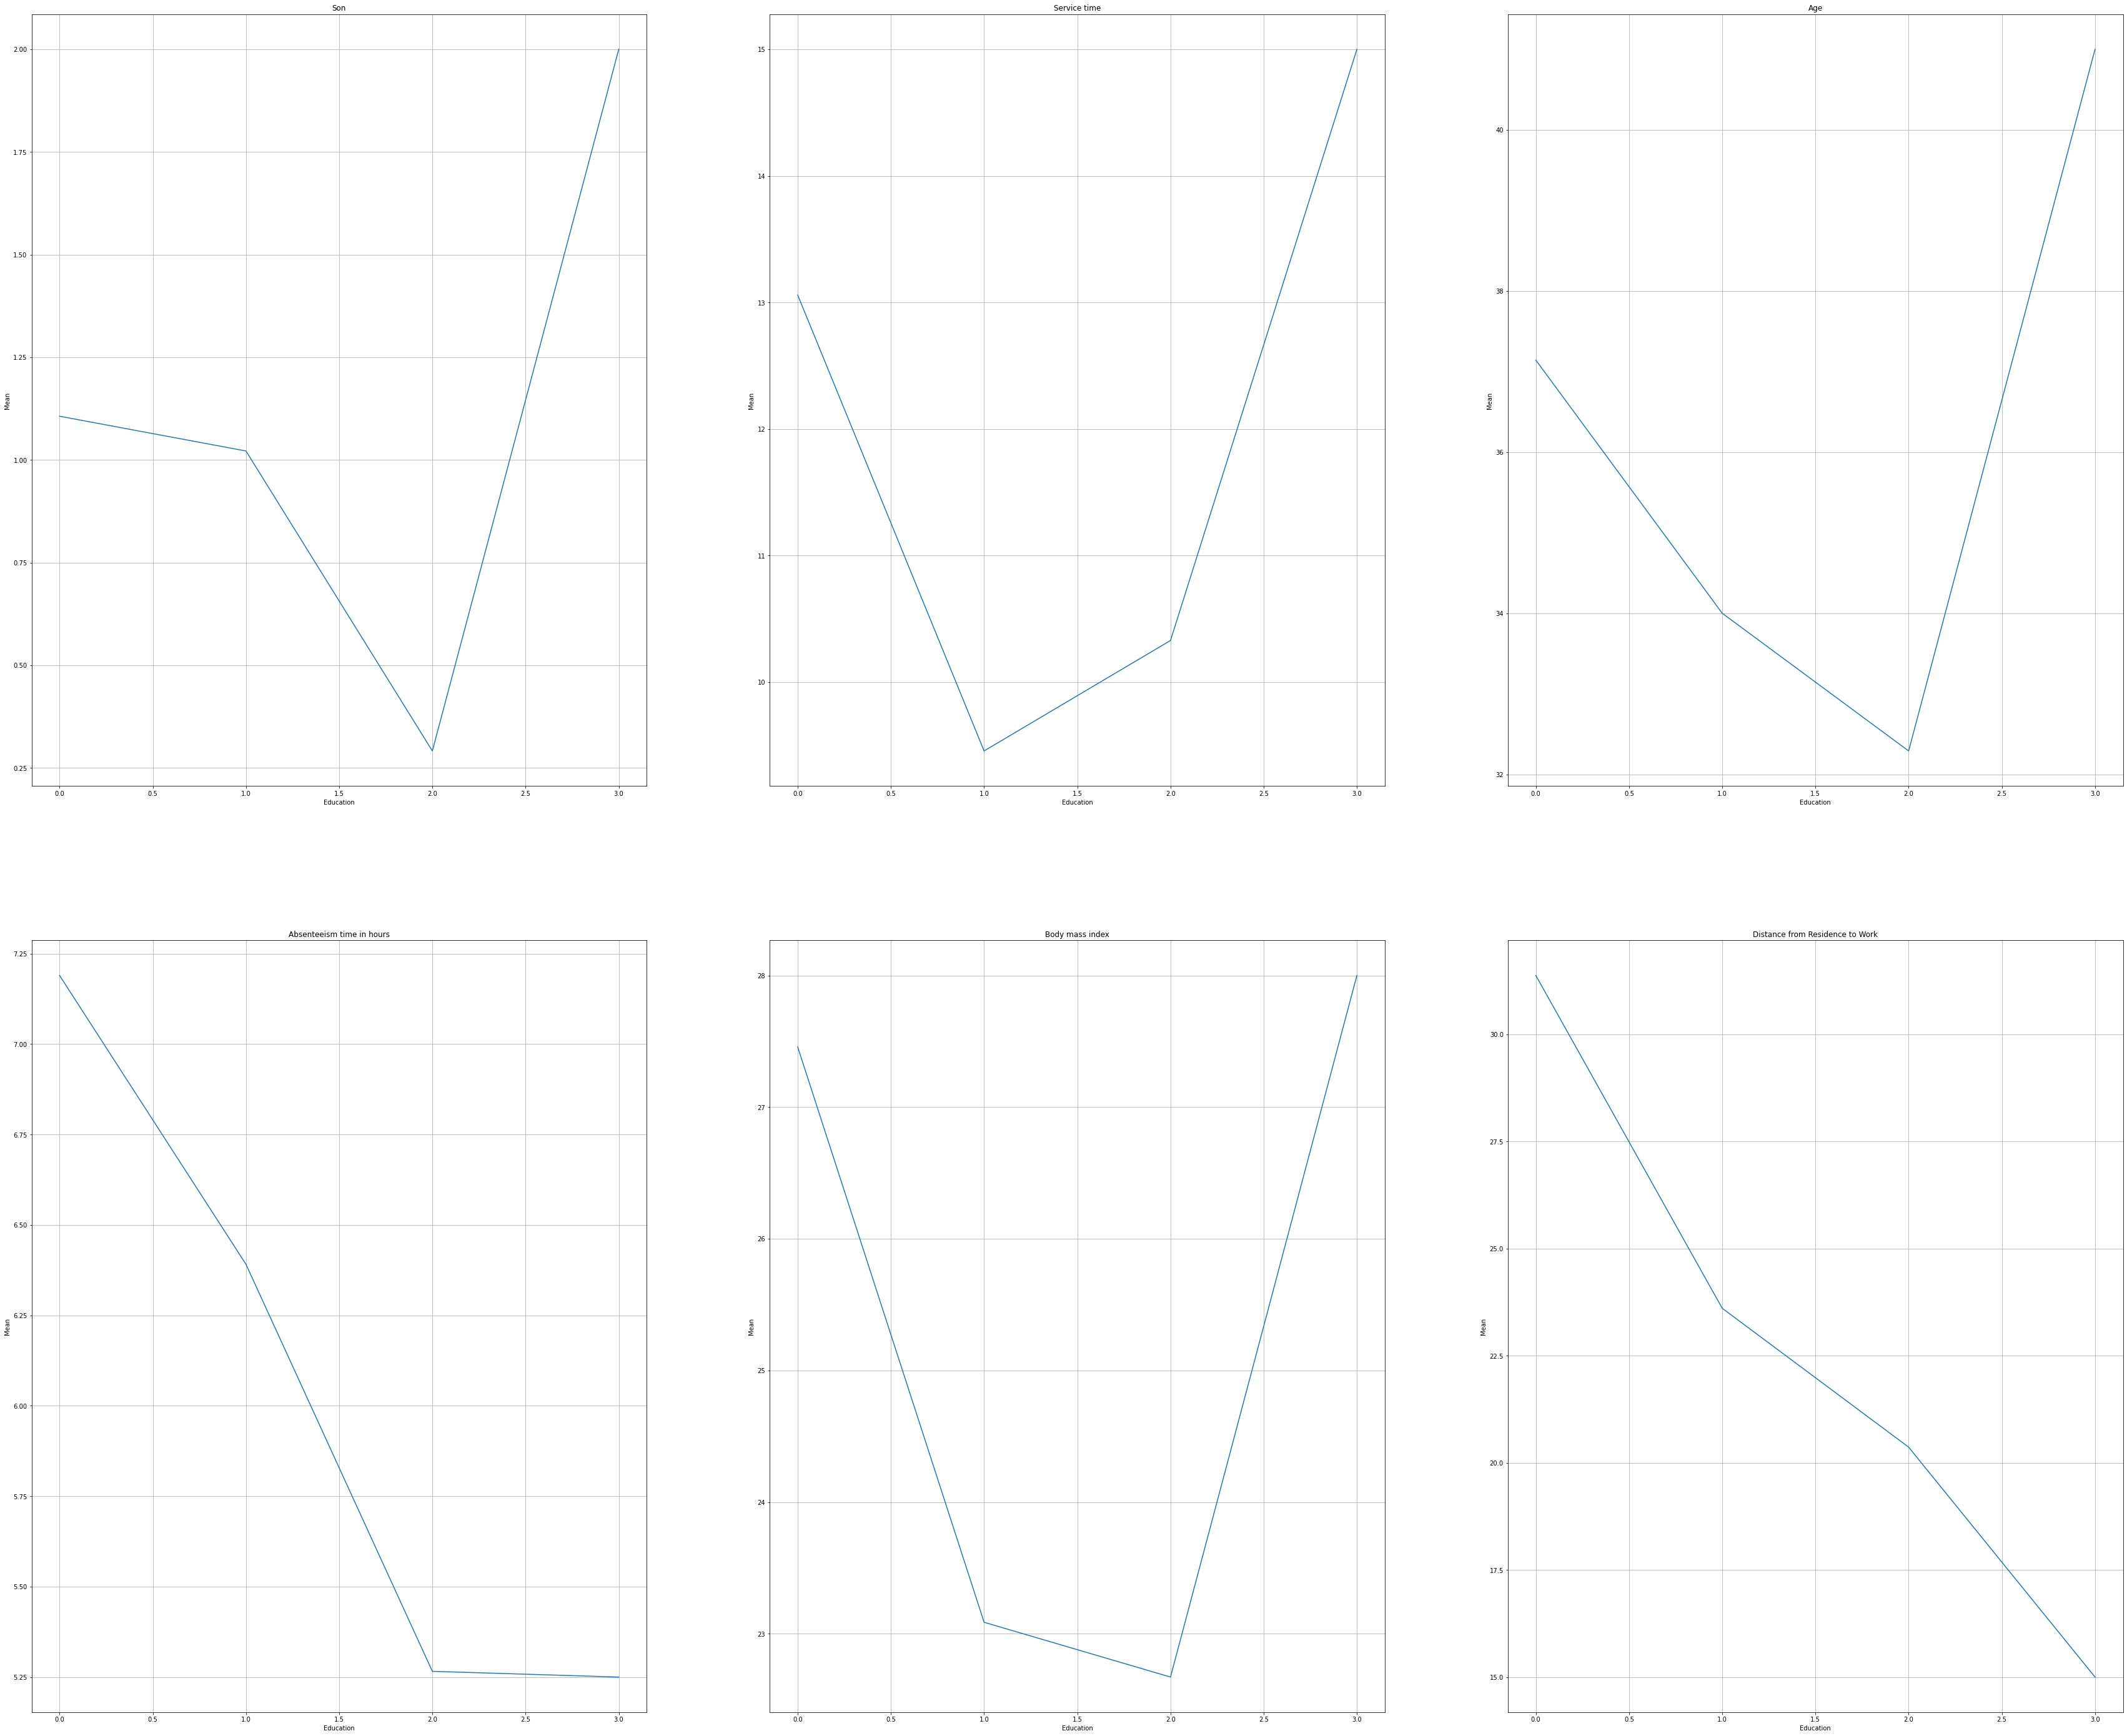 Son
2.00
1.75
1.50
1.25
1.00
0.75
0.50
0.25
Mean
0.0 0.5 1.0 1.5 2.0 2.5 3.0
Education
Service time
15
14
13
12
11
10
Mean
0.0 0.5 1.0 1.5 2.0 2.5 3.0
Education
Age
40
38
36
34
32
Mean
0.0 0.5 1.0 1.5 2.0 2.5 3.0
Education
Absenteeism time in hours
7.25
7.00
6.75
6.50
6.25
6.00
5.75
5.50
5.25
Mean
0.0 0.5 1.0 1.5 2.0 2.5 3.0
Education
Body mass index
28
27
26
25
24
23
Mean
0.0 0.5 1.0 1.5 2.0 2.5 3.0
Education
Distance from Residence to Work
30.0
27.5
25.0
22.5
20.0
17.5
15.0
Mean
0.0 0.5 1.0 1.5 2.0 2.5 3.0
Education